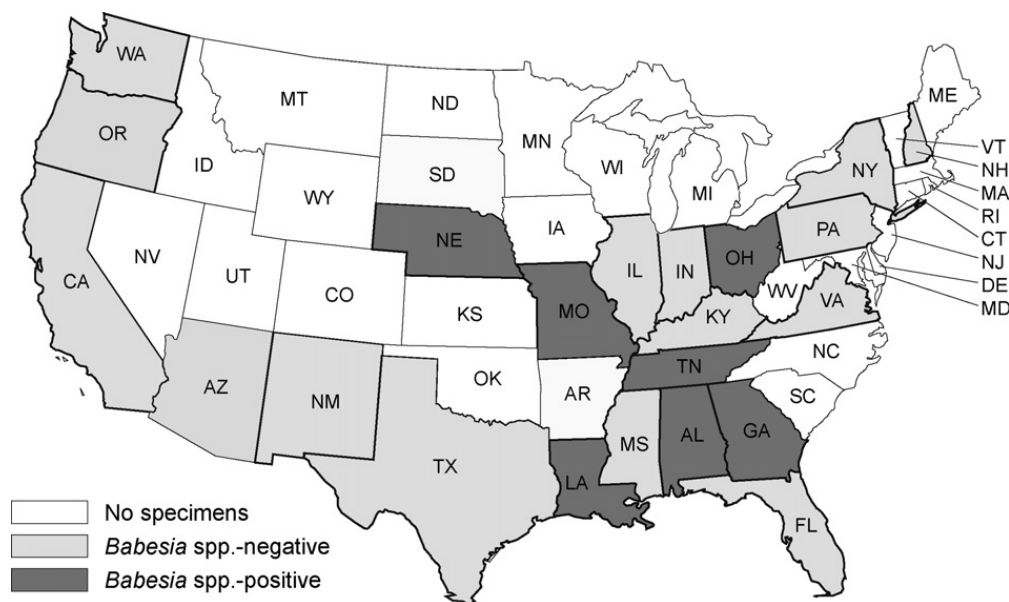 WA
ME
MT
ND
MN
VT
OR
NH
ID
WI
NY
MA
SD
MI
WY
RI
PA
IA
CT
NE
OH
NV
IL
IN
NJ
UT
DE
CA
CO
WV
VA
MD
KS
MO
KY
NC
TN
OK
AZ
AR
SC
NM
MS
AL
GA
TX
LA
FL
No specimens
Babesia spp.-negative
Babesia spp.-positive